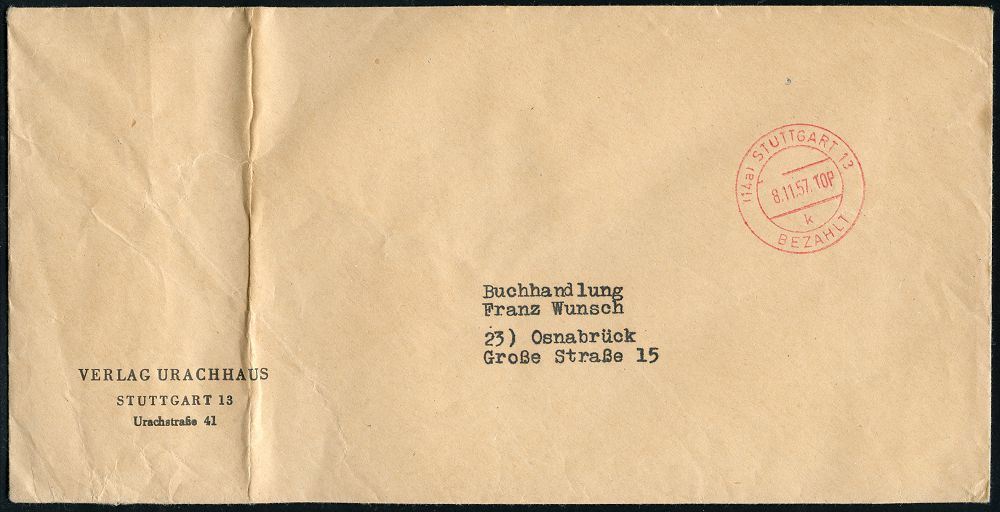 (14a) STUTTGART 13
8.11.57. TOP
k
BEZAHLT
Buchhandlung
Franz Wunsch
23) Osnabrück
Große Straße 15
VERLAG URACHHAUS
STUTTGART 13
Urachstraße 41